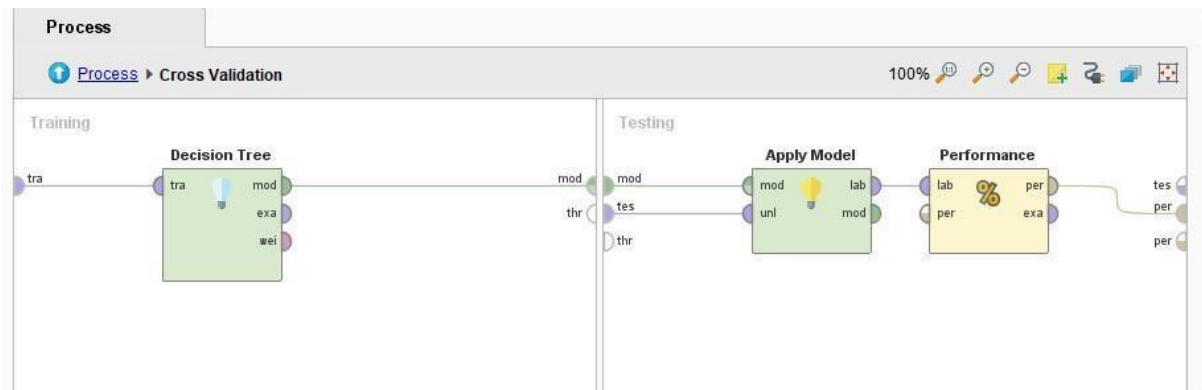 Process
Process ▸ Cross Validation
100%
Training
Testing
Decision Tree
Apply Model
Performance
tra
tra
mod
exa
wei
mod
thr
mod
tes
thr
mod
unl
lab
mod
lab
per
per
exa
tes
per
per